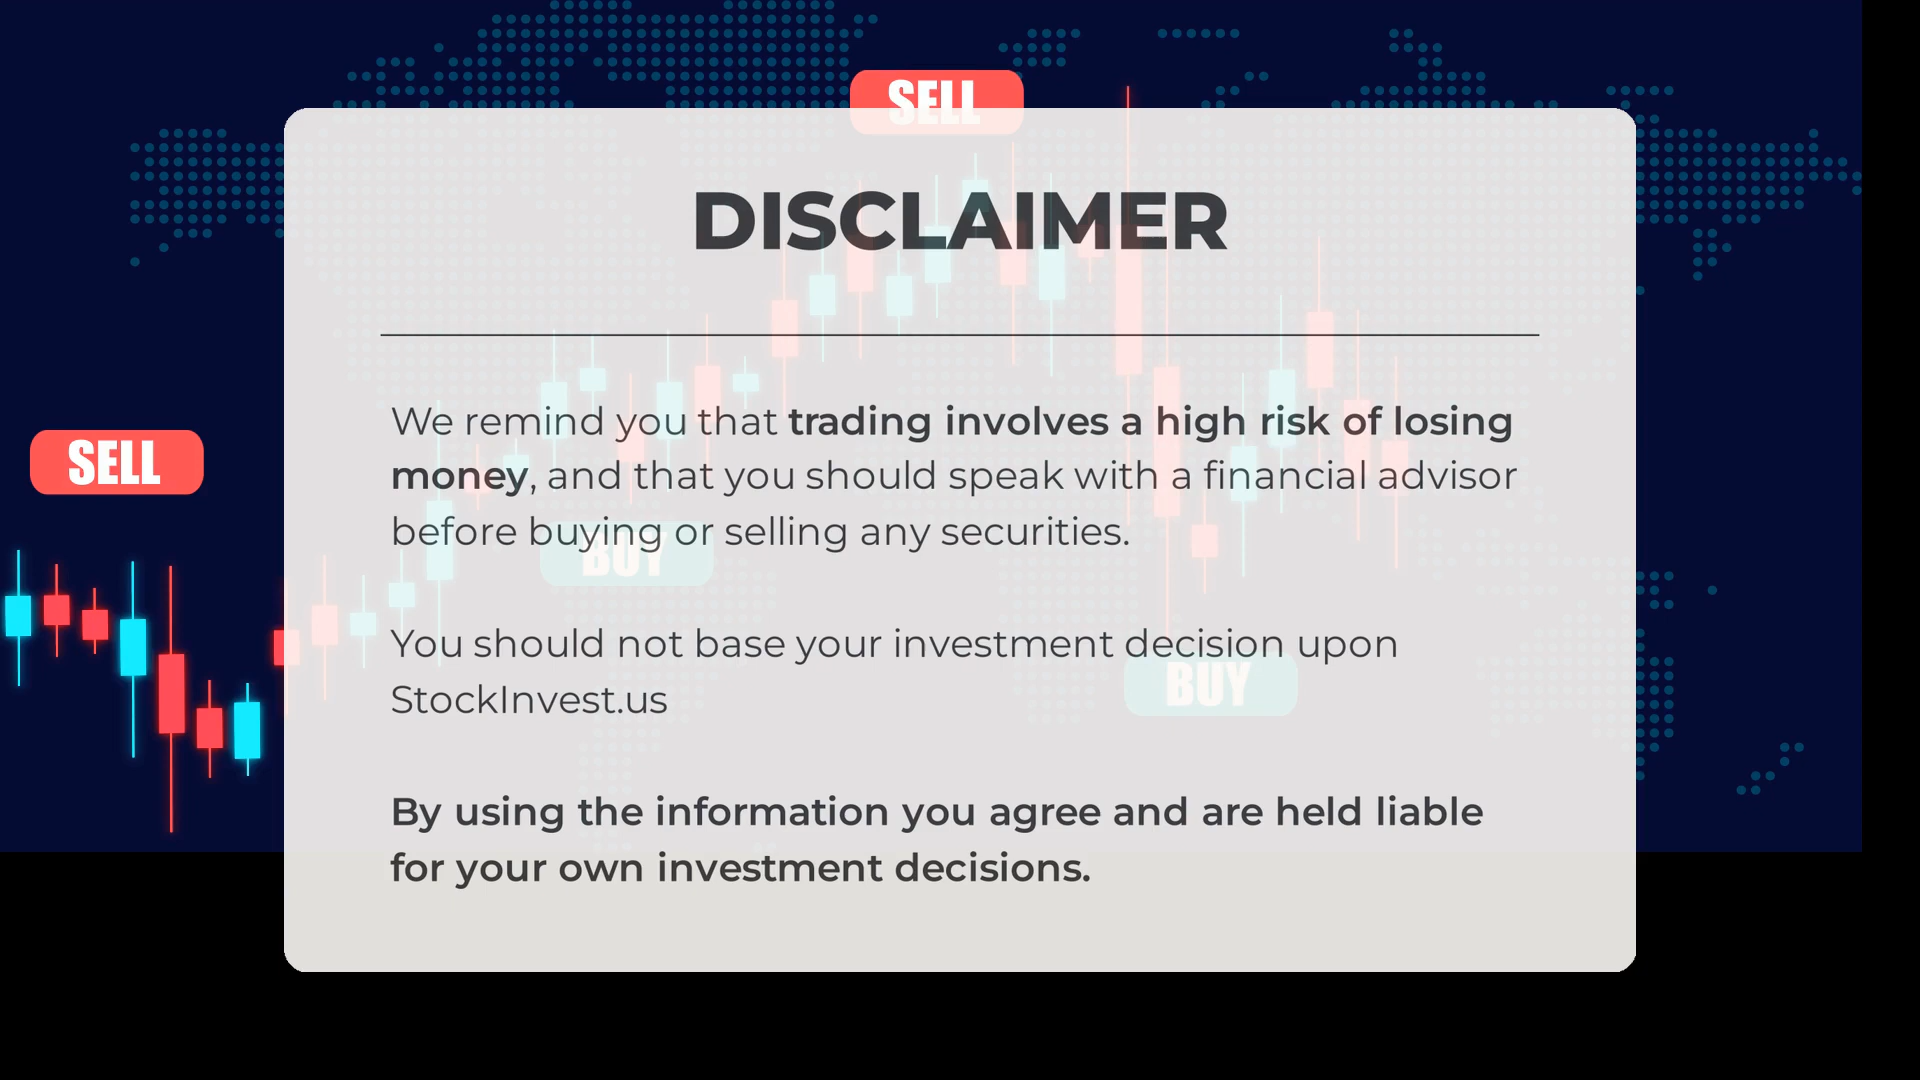 SELL
DISCLAIMER
We remind you that trading involves a high risk of losing
money, and that you should speak with a financial advisor
before buying or selling any securities.
SELL
BUY
You should not base your investment decision upon
StockInvest.us
BUY
By using the information you agree and are held liable
for your own investment decisions.